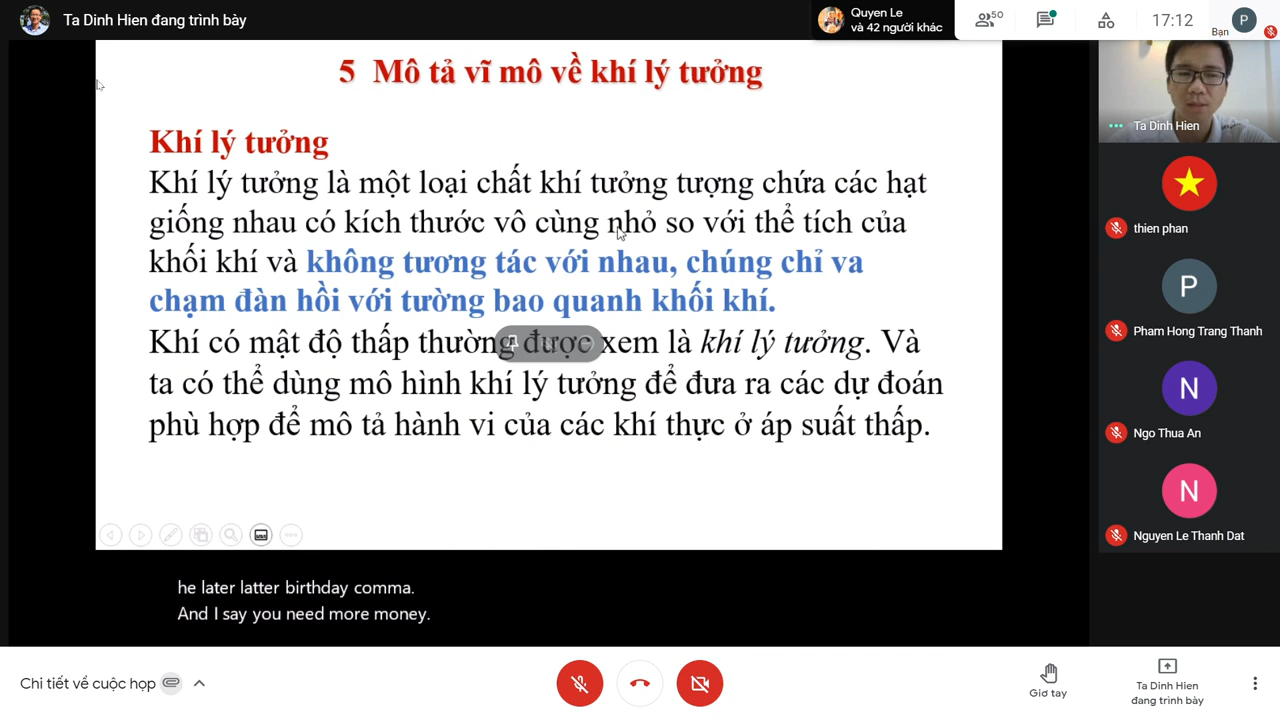 Ta Dinh Hien đang trình bày
Quyen Le
và 42 người khác
50
17:12
Bạn
P
5 Mô tả vĩ mô về khí lý tưởng
Khí lý tưởng
Khí lý tưởng là một loại chất khí tưởng tượng chứa các hạt
giống nhau có kích thước vô cùng nhỏ so với thể tích của
khối khí và không tương tác với nhau, chúng chỉ va
chạm đàn hồi với tường bao quanh khối khí.
Khí có mật độ thấp thường được xem là khí lý tưởng. Và
ta có thể dùng mô hình khí lý tưởng để đưa ra các dự đoán
phù hợp để mô tả hành vi của các khí thực ở áp suất thấp.
he later latter birthday comma.
And I say you need more money.
Ta Dinh Hien
thien phan
P
Pham Hong Trang Thanh
N
Ngo Thua An
N
Nguyen Le Thanh Dat
Chi tiết về cuộc họp
Giơ tay
Ta Dinh Hien
đang trình bày